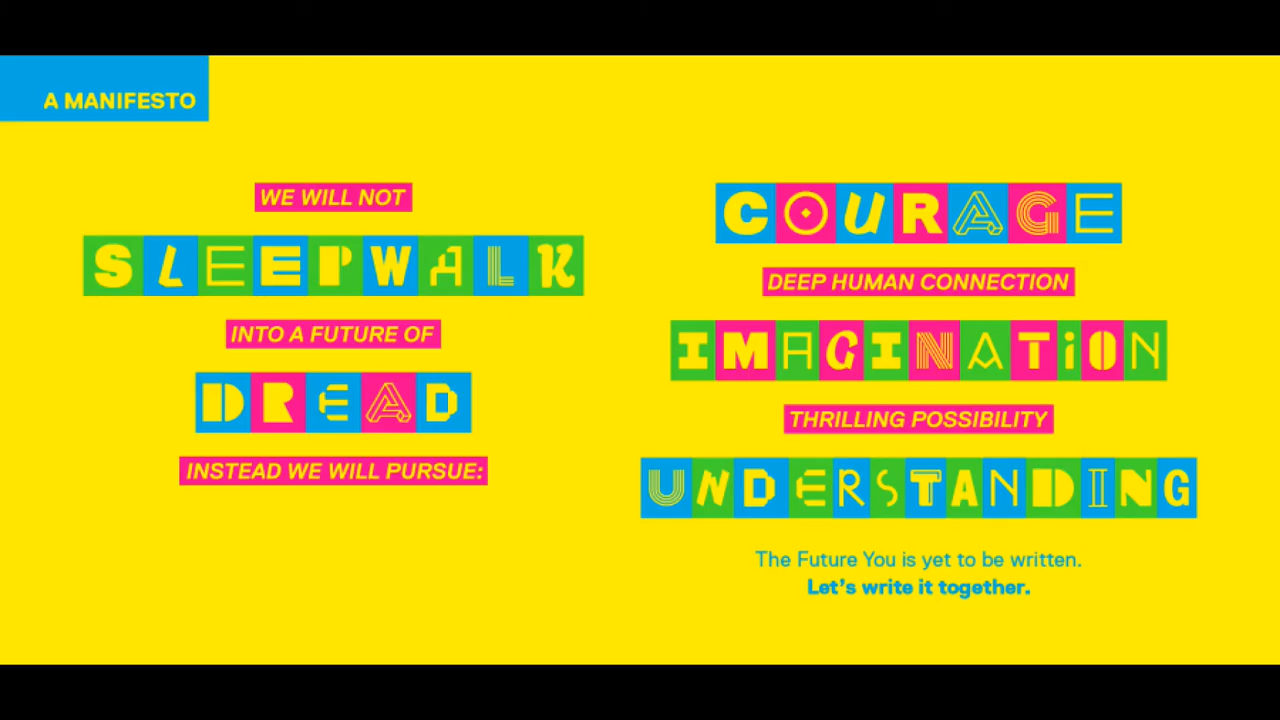 A MANIFESTO
WE WILL NOT
SLEEPWALK
INTO A FUTURE OF
DREAD
INSTEAD WE WILL PURSUE:
COURAGE
DEEP HUMAN CONNECTION
IMAGINATiON
THRILLING POSSIBILITY
UNDERSTANDING
The Future You is yet to be written.
Let's write it together.